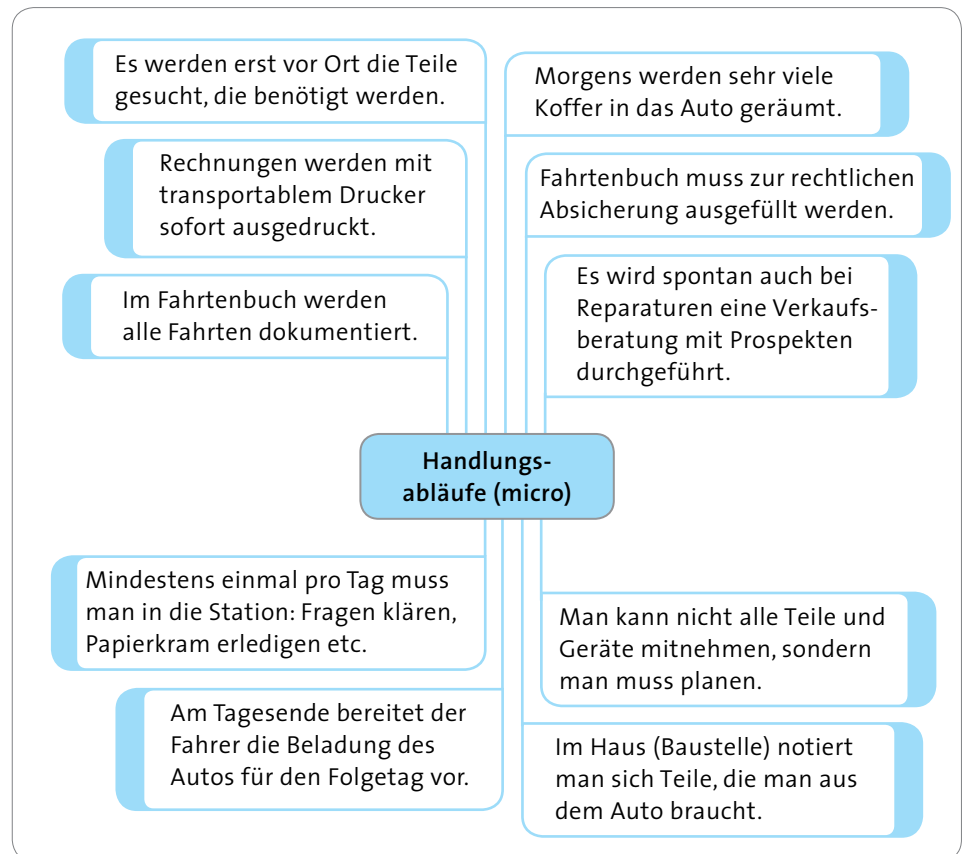 Es werden erst vor Ort die Teile
gesucht, die benötigt werden.
Morgens werden sehr viele
Koffer in das Auto geräumt.
Rechnungen werden mit
transportablem Drucker
sofort ausgedruckt.
Fahrtenbuch muss zur rechtlichen
Absicherung ausgefüllt werden.
Im Fahrtenbuch werden
alle Fahrten dokumentiert.
Es wird spontan auch bei
Reparaturen eine Verkaufs-
beratung mit Prospekten
durchgeführt.
Handlungs-
abläufe (micro)
Mindestens einmal pro Tag muss
man in die Station: Fragen klären,
Papierkram erledigen etc.
Man kann nicht alle Teile und
Geräte mitnehmen, sondern
man muss planen.
Am Tagesende bereitet der
Fahrer die Beladung des
Autos für den Folgetag vor.
Im Haus (Baustelle) notiert
man sich Teile, die man aus
dem Auto braucht.